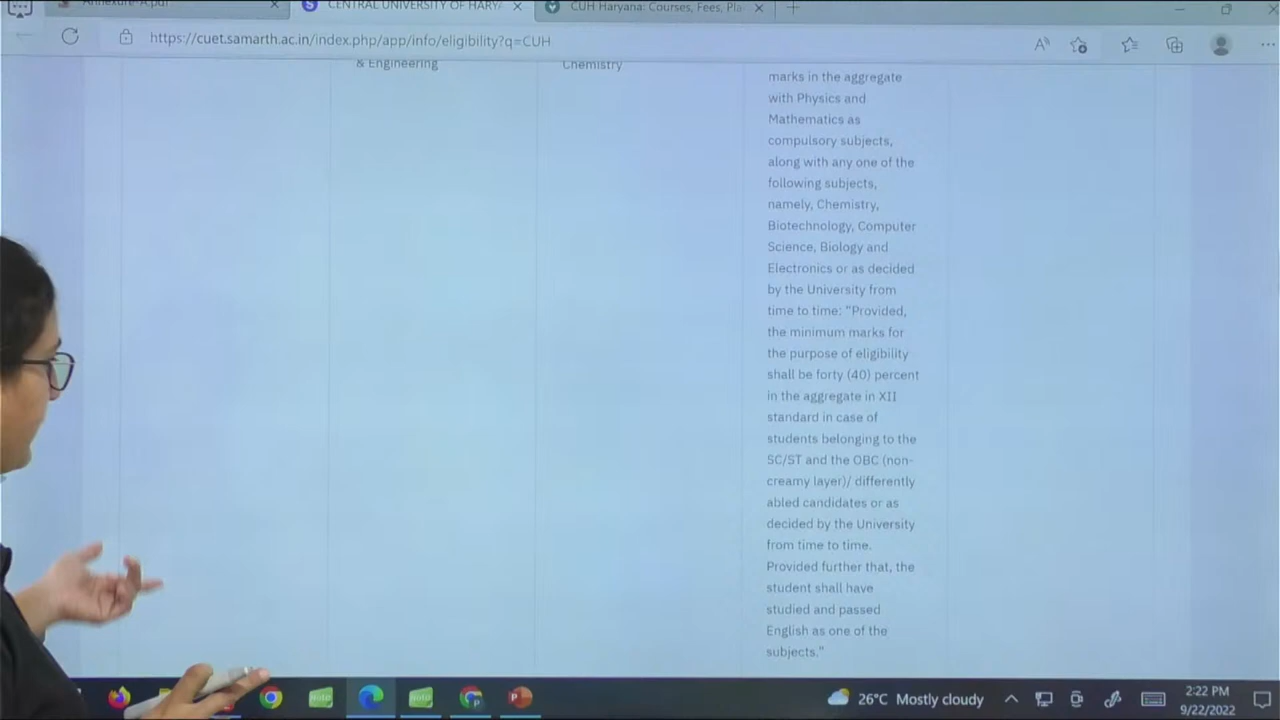 Annexure-A.pdf
CENTRAL UNIVERSITY OF HARY
CUH Haryana: Courses, Fees, Pla
https://cuet.samarth.ac.in/index.php/app/info/eligibility?q=CUH
& Engineering
Chemistry
marks in the aggregate
with Physics and
Mathematics as
compulsory subjects,
along with any one of the
following subjects,
namely, Chemistry,
Biotechnology, Computer
Science, Biology and
Electronics or as decided
by the University from
time to time: "Provided,
the minimum marks for
the purpose of eligibility
shall be forty (40) percent
in the aggregate in XII
standard in case of
students belonging to the
SC/ST and the OBC (non-
creamy layer)/ differently
abled candidates or as
decided by the University
from time to time.
Provided further that, the
student shall have
studied and passed
English as one of the
subjects."
26°C Mostly cloudy
2:22 PM
9/22/2022